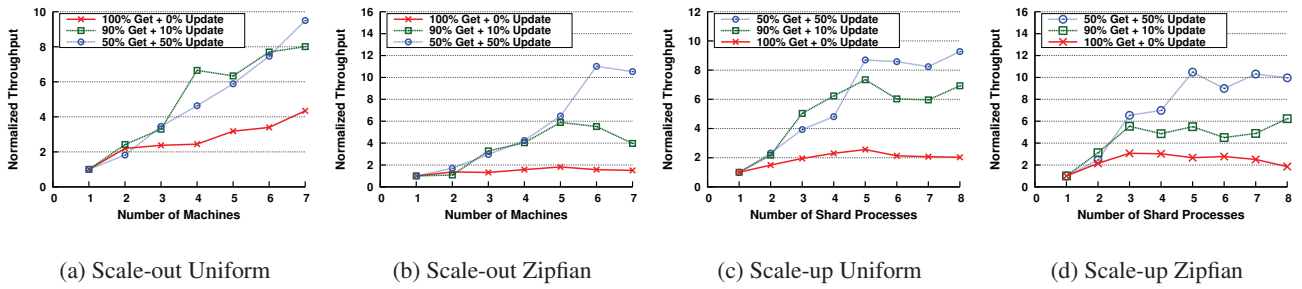 10
8
6
4
2
0
0 1 2 3 4 5 6 7
Normalized Throughput
Number of Machines
100% Get + 0% Update
90% Get + 10% Update
50% Get + 50% Update
(a) Scale-out Uniform
16
14
12
10
8
6
4
2
0
0 1 2 3 4 5 6 7
Normalized Throughput
Number of Machines
100% Get + 0% Update
90% Get + 10% Update
50% Get + 50% Update
(b) Scale-out Zipfian
12
10
8
6
4
2
0
0 1 2 3 4 5 6 7 8
Normalized Throughput
Number of Shard Processes
50% Get + 50% Update
90% Get + 10% Update
100% Get + 0% Update
(c) Scale-up Uniform
16
14
12
10
8
6
4
2
0
0 1 2 3 4 5 6 7 8
Normalized Throughput
Number of Shard Processes
50% Get + 50% Update
90% Get + 10% Update
100% Get + 0% Update
(d) Scale-up Zipfian